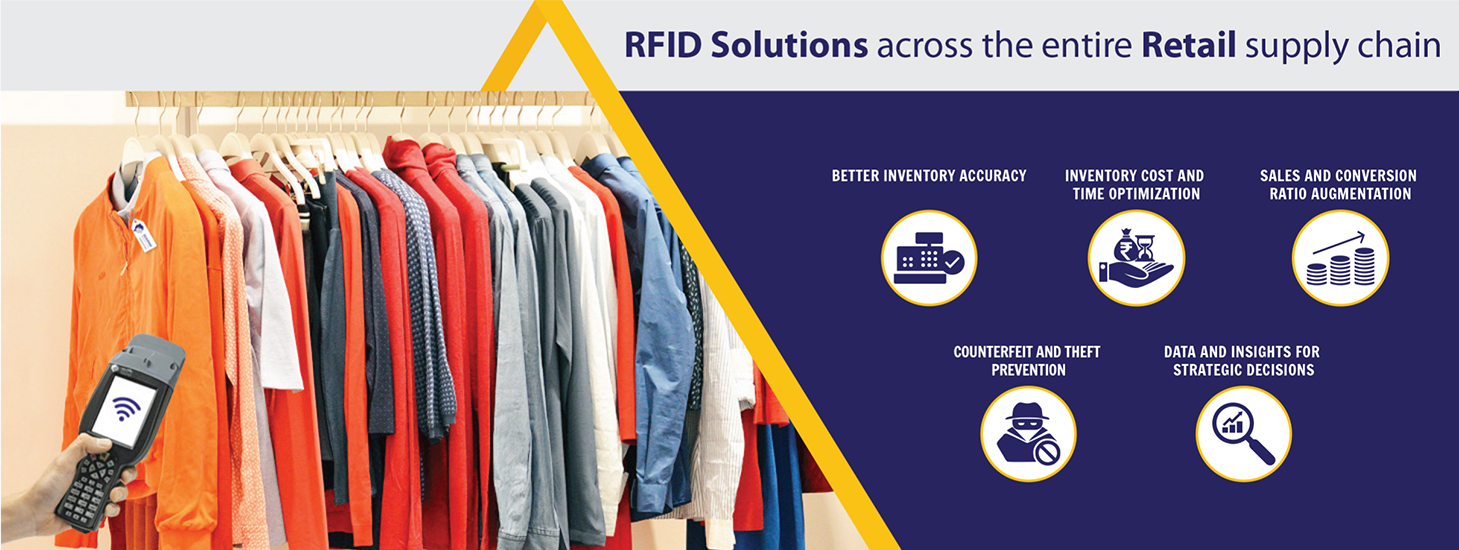 RFID Solutions across the entire Retail supply chain
BETTER INVENTORY ACCURACY
INVENTORY COST AND
TIME OPTIMIZATION
SALES AND CONVERSION
RATIO AUGMENTATION
₹
COUNTERFEIT AND THEFT
PREVENTION
DATA AND INSIGHTS FOR
STRATEGIC DECISIONS